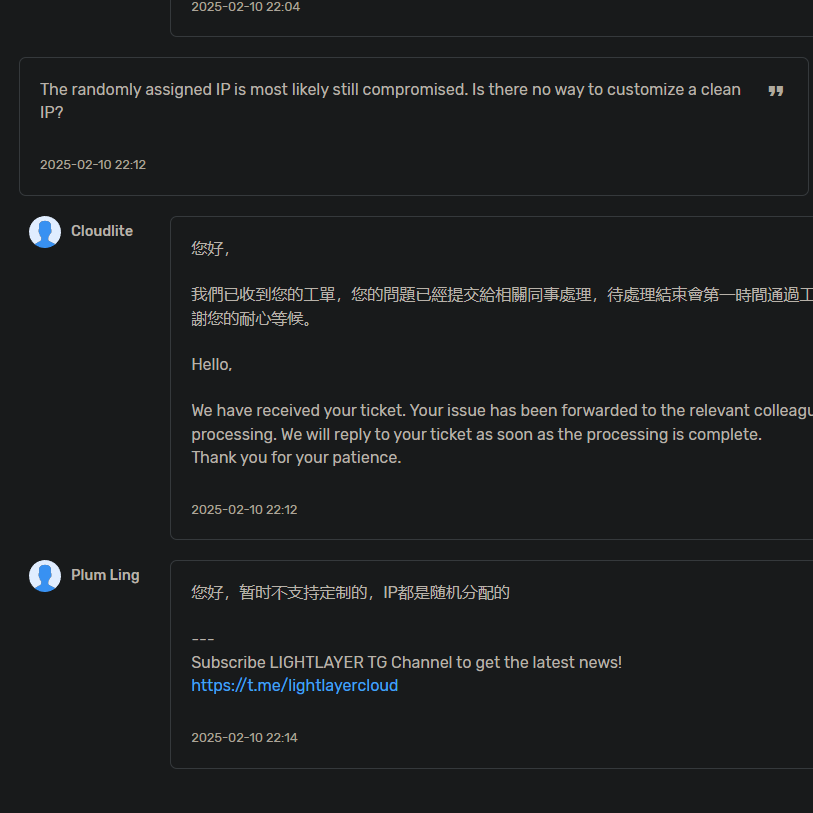 2025-02-10 22:04
The randomly assigned IP is most likely still compromised. Is there no way to customize a clean
IP?
2025-02-10 22:12
Cloudlite
您好，
我們已收到您的工單，您的問題已經提交給相關同事處理，待處理結束會第一時間通過工
謝您的耐心等候。
Hello,
We have received your ticket. Your issue has been forwarded to the relevant colleagu
processing. We will reply to your ticket as soon as the processing is complete.
Thank you for your patience.
2025-02-10 22:12
Plum Ling
您好，暂时不支持定制的，IP都是随机分配的
---
Subscribe LIGHTLAYER TG Channel to get the latest news!
https://t.me/lightlayercloud
2025-02-10 22:14